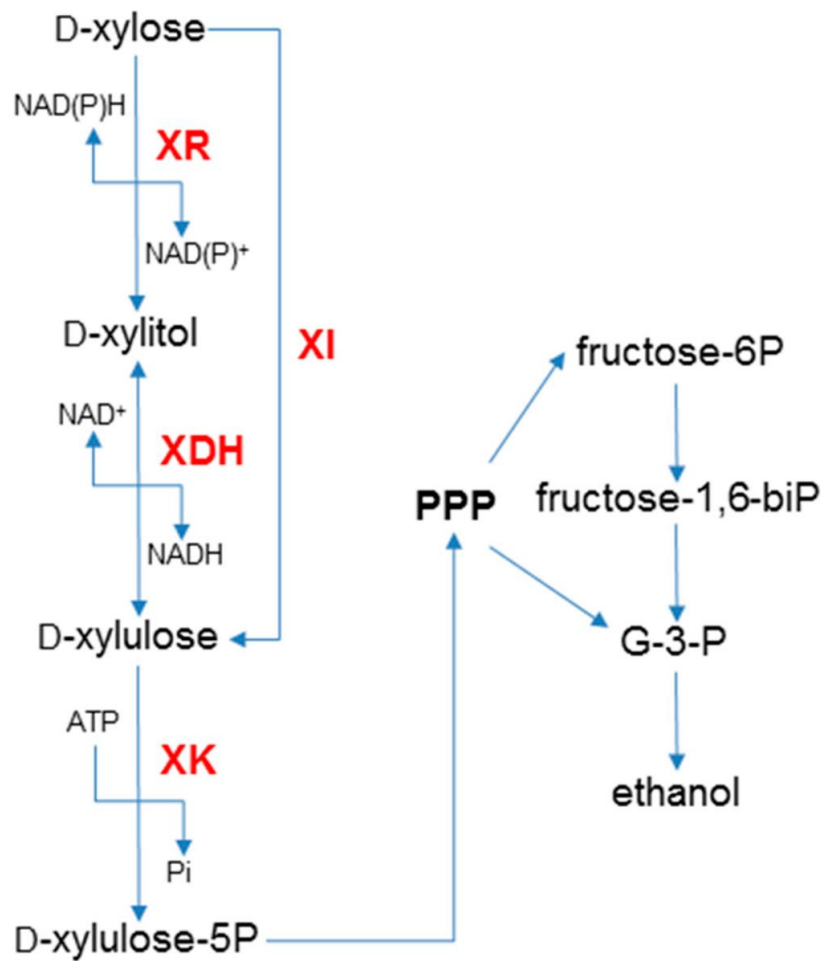 D-xylose
NAD(P)H
XR
NAD(P)⁺
D-xylitol
XI
NAD⁺
XDH
NADH
D-xylulose
ATP
XK
Pi
D-xylulose-5P
PPP
fructose-6P
fructose-1,6-biP
G-3-P
ethanol